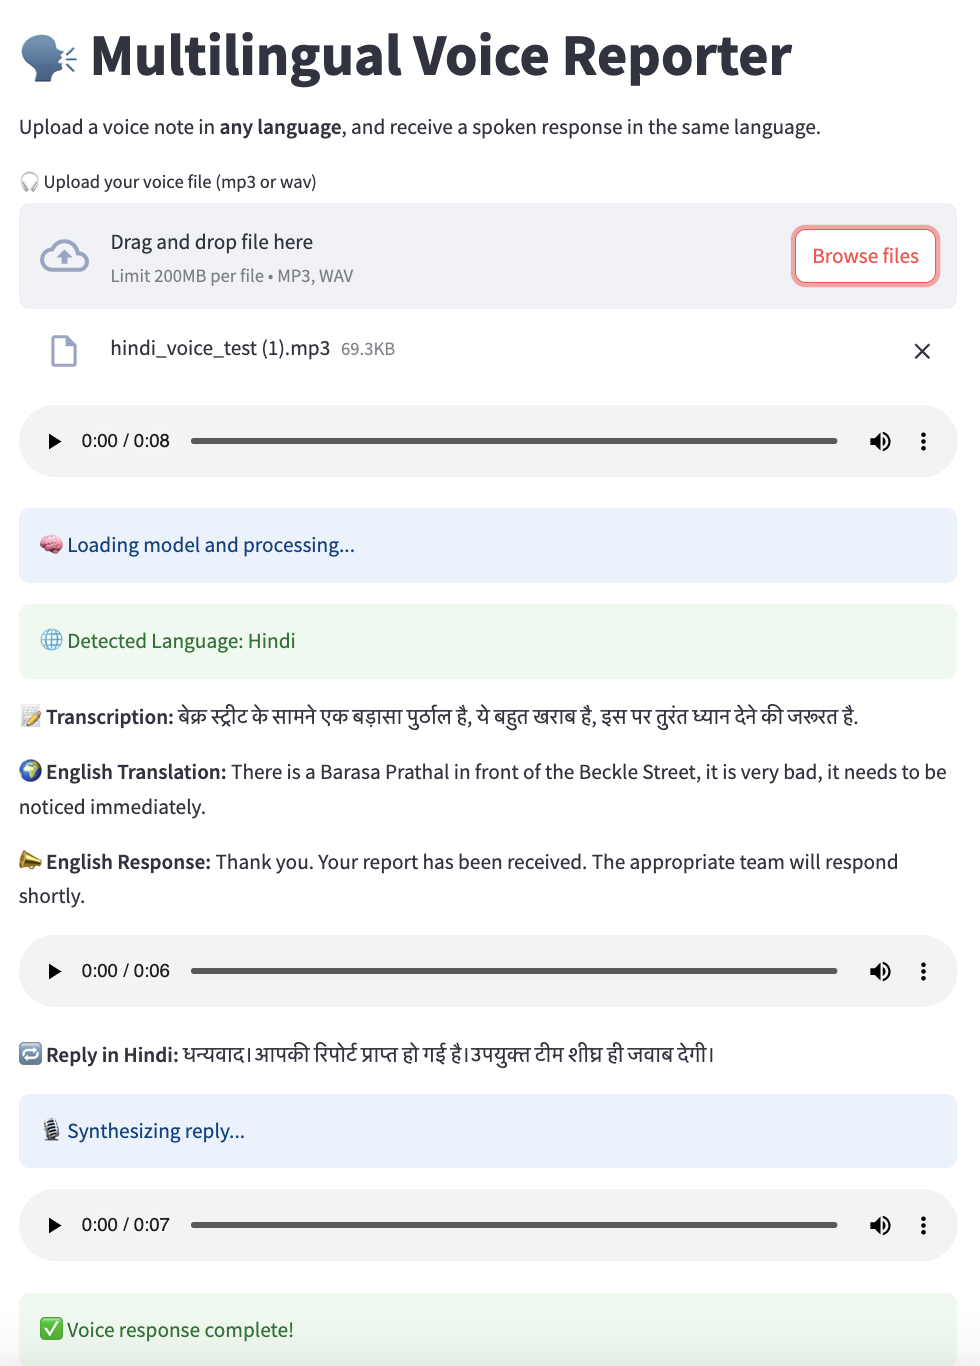 🗣️ Multilingual Voice Reporter
Upload a voice note in any language, and receive a spoken response in the same language.
🎧 Upload your voice file (mp3 or wav)
Drag and drop file here
Limit 200MB per file • MP3, WAV
Browse files
hindi_voice_test (1).mp3 69.3KB
0:00 / 0:08
🧠 Loading model and processing...
🌐 Detected Language: Hindi
📝 Transcription: बेक्र स्ट्रीट के सामने एक बड़ासा पुर्ठाल है, ये बहुत खराब है, इस पर तुरंत ध्यान देने की जरूरत है.
🌍 English Translation: There is a Barasa Prathal in front of the Beckle Street, it is very bad, it needs to be
noticed immediately.
📣 English Response: Thank you. Your report has been received. The appropriate team will respond
shortly.
0:00 / 0:06
🔁 Reply in Hindi: धन्यवाद।आपकी रिपोर्ट प्राप्त हो गई है।उपयुक्त टीम शीघ्र ही जवाब देगी।
🎙️ Synthesizing reply...
0:00 / 0:07
✅ Voice response complete!